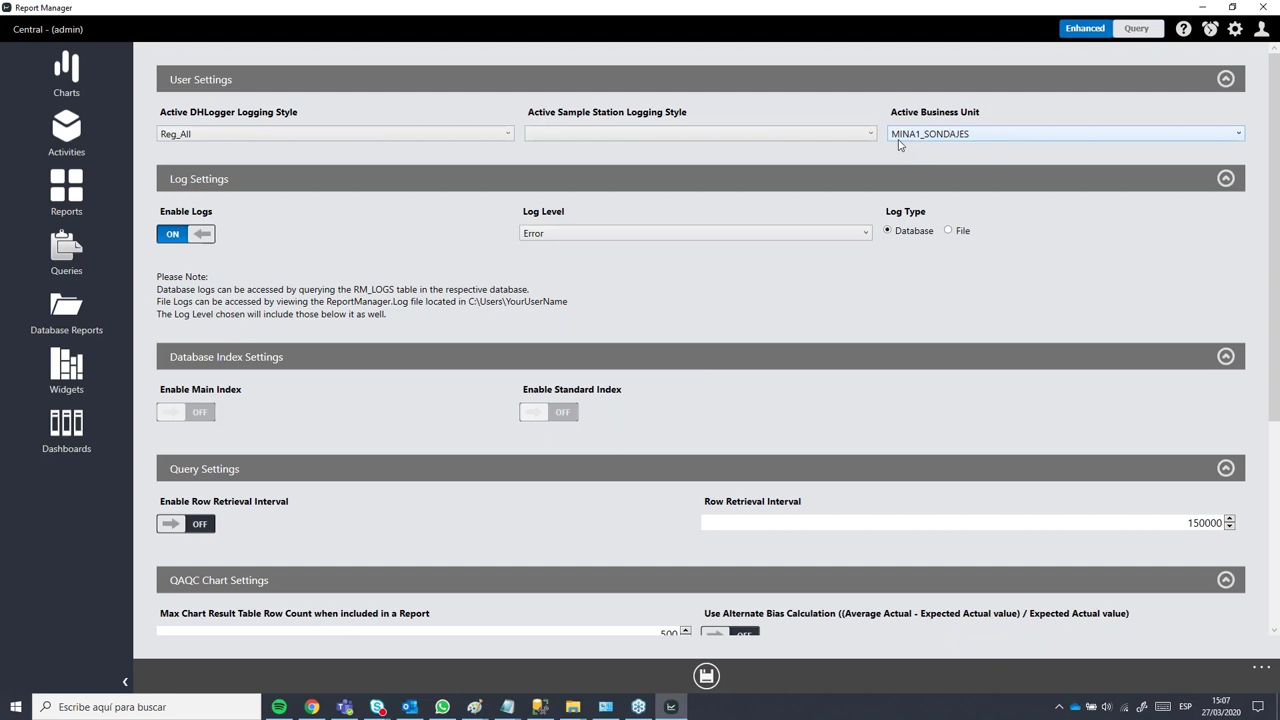 Report Manager
Central - (admin)
Enhanced
Query
Charts
Activities
Reports
Queries
Database Reports
Widgets
Dashboards
User Settings
Active DHLogger Logging Style
Active Sample Station Logging Style
Active Business Unit
Reg_All
MINA1_SONDAJES
Log Settings
Enable Logs
Log Level
Log Type
ON
Error
Database
File
Please Note:
Database logs can be accessed by querying the RM_LOGS table in the respective database.
File Logs can be accessed by viewing the ReportManager.Log file located in C:\Users\YourUserName
The Log Level chosen will include those below it as well.
Database Index Settings
Enable Main Index
Enable Standard Index
OFF
OFF
Query Settings
Enable Row Retrieval Interval
Row Retrieval Interval
OFF
150000
QAQC Chart Settings
Max Chart Result Table Row Count when included in a Report
Use Alternate Bias Calculation ((Average Actual - Expected Actual value) / Expected Actual value)
500
OFF
Escribe aquí para buscar
ESP
15:07
27/03/2020